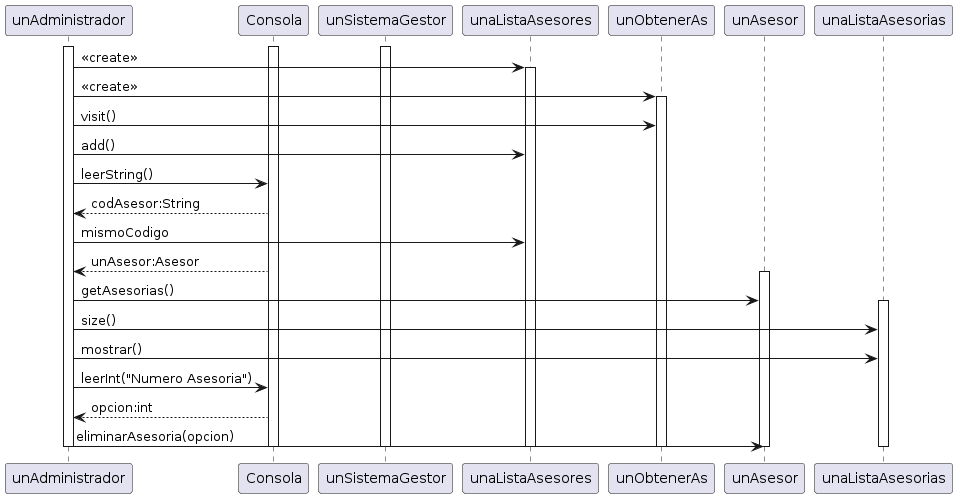 unAdministrador Consola unSistemaGestor unaListaAsesores unObtenerAs unAsesor unaListaAsesorias
«create»
«create»
visit()
add()
leerString()
codAsesor:String
mismoCodigo
unAsesor:Asesor
getAsesorias()
size()
mostrar()
leerInt("Numero Asesoria")
opcion:int
eliminarAsesoria(opcion)
unAdministrador Consola unSistemaGestor unaListaAsesores unObtenerAs unAsesor unaListaAsesorias